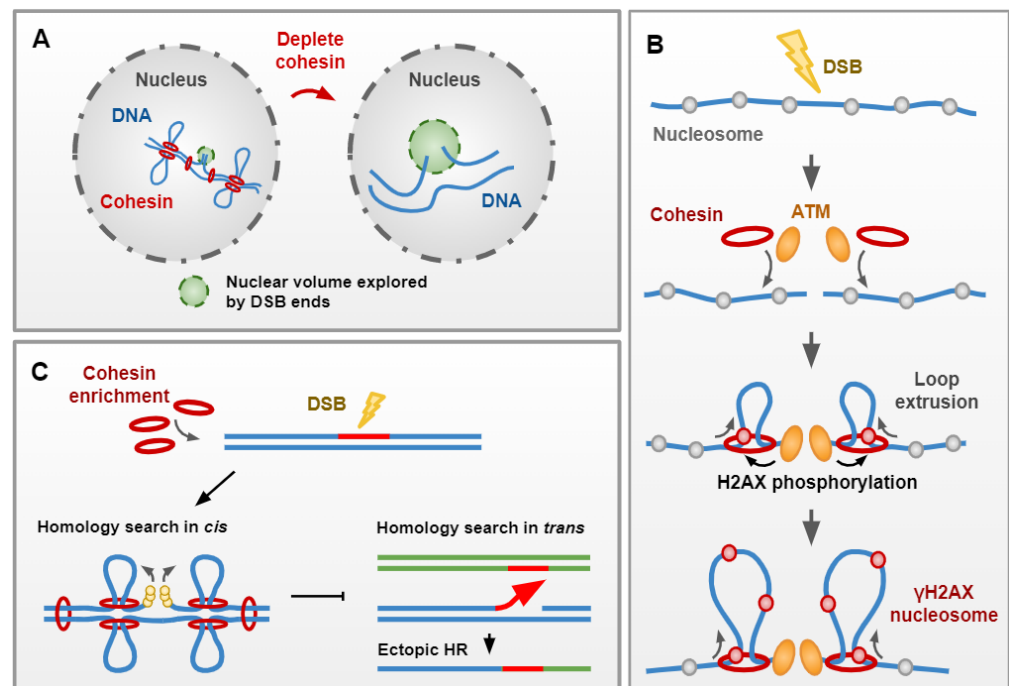 A
Deplete
cohesin
Nucleus
Nucleus
DNA
Cohesin
DNA
Nuclear volume explored
by DSB ends
B
DSB
Nucleosome
Cohesin
ATM
Loop
extrusion
H2AX phosphorylation
γH2AX
nucleosome
C
Cohesin
enrichment
DSB
Homology search in cis
Homology search in trans
Ectopic HR